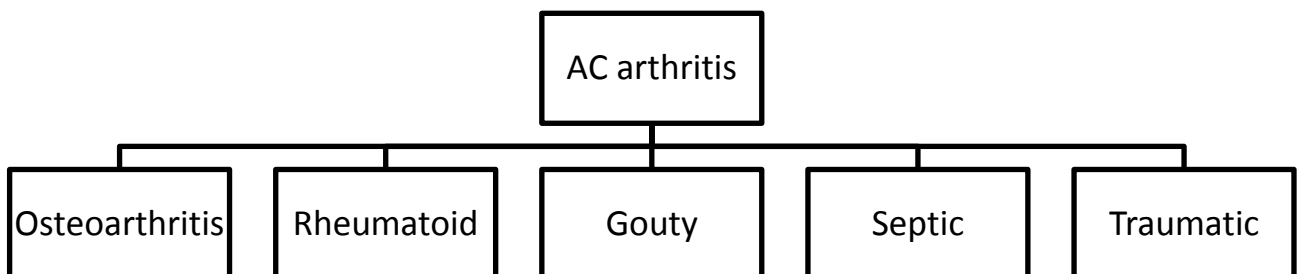 AC arthritis
Osteoarthritis
Rheumatoid
Gouty
Septic
Traumatic